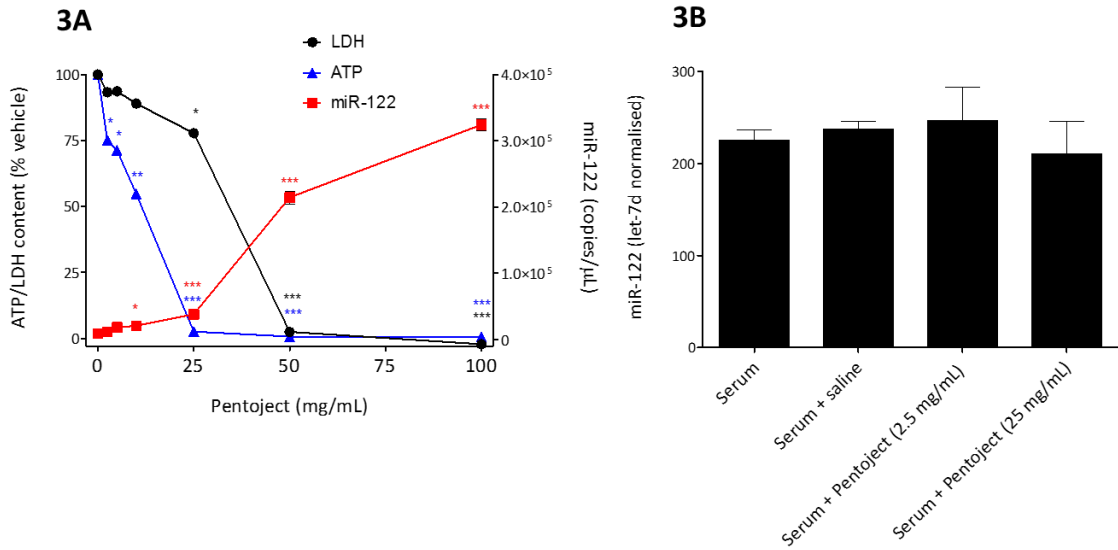 3A
LDH
ATP
miR-122
ATP/LDH content (% vehicle)
100
75
50
25
0
4.0×10⁵
3.0×10⁵
2.0×10⁵
1.0×10⁵
0
miR-122 (copies/μL)
*
*
*
**
*
***
***
***
***
***
***
***
***
0
25
50
100
Pentoject (mg/mL)
3B
miR-122 (let-7d normalised)
300
200
100
0
Serum
Serum + saline
Serum + Pentoject (2.5 mg/mL)
Serum + Pentoject (25 mg/mL)